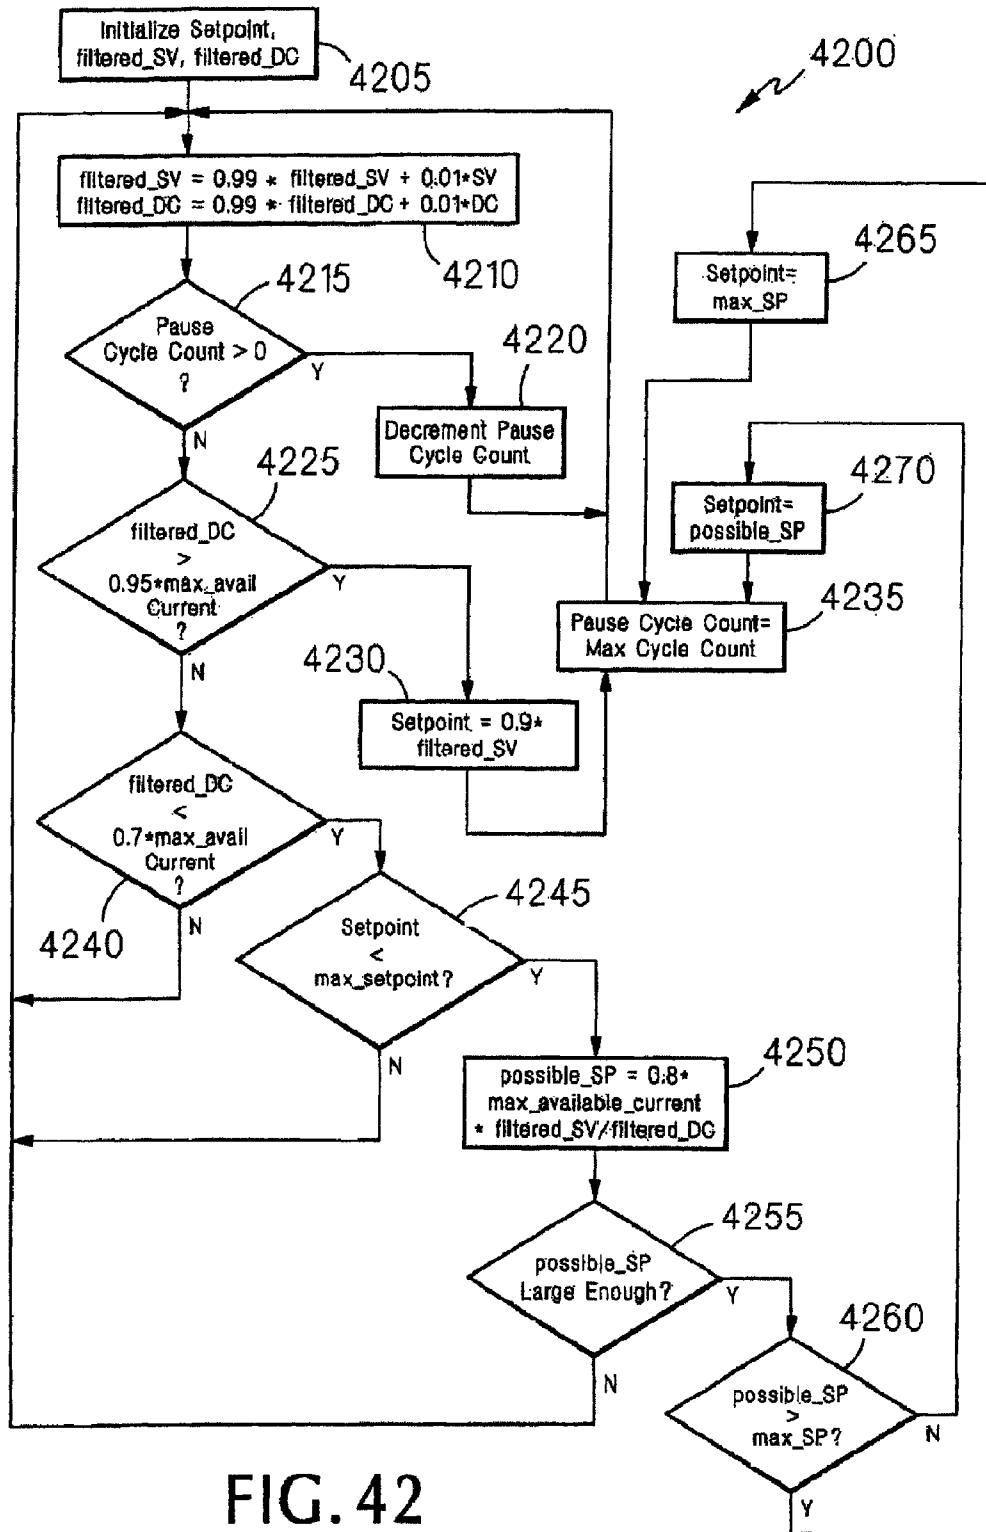 Initialize Setpoint,
filtered_SV, filtered_DC
4205
4200
filtered_SV = 0.99 * filtered_SV + 0.01*SV
filtered_DC = 0.99 * filtered_DC + 0.01*DC
4210
4265
Setpoint=
max_SP
4215
Pause
Cycle Count > 0
?
Y
N
4220
Decrement Pause
Cycle Count
4225
filtered_DC
>
0.95*max_avail
Current
?
Y
N
4270
Setpoint=
possible_SP
4235
Pause Cycle Count=
Max Cycle Count
4230
Setpoint = 0.9*
filtered_SV
filtered_DC
<
0.7*max_avail
Current
?
Y
N
4240
4245
Setpoint
<
max_setpoint?
Y
N
4250
possible_SP = 0.8*
max_available_current
* filtered_SV/filtered_DC
4255
possible_SP
Large Enough?
Y
N
4260
possible_SP
>
max_SP?
N
Y
FIG. 42